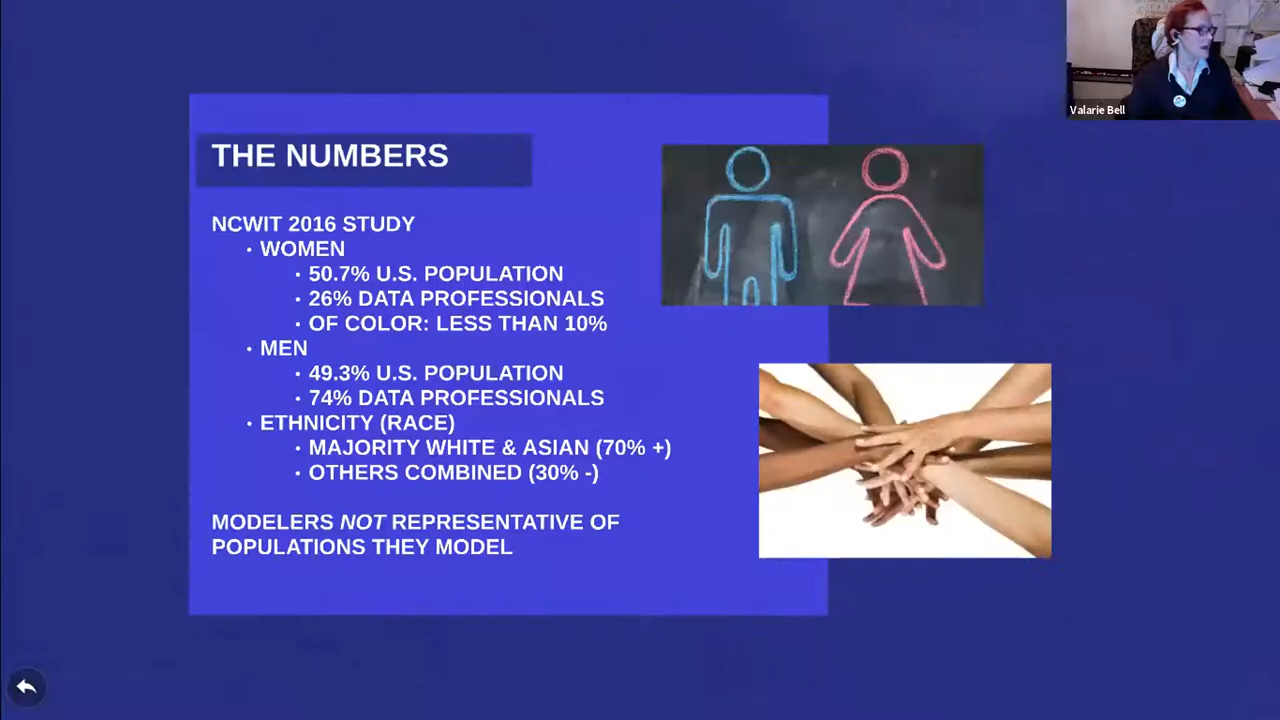 Valarie Bell
THE NUMBERS
NCWIT 2016 STUDY
• WOMEN
• 50.7% U.S. POPULATION
• 26% DATA PROFESSIONALS
• OF COLOR: LESS THAN 10%
• MEN
• 49.3% U.S. POPULATION
• 74% DATA PROFESSIONALS
• ETHNICITY (RACE)
• MAJORITY WHITE & ASIAN (70% +)
• OTHERS COMBINED (30% -)
MODELERS NOT REPRESENTATIVE OF
POPULATIONS THEY MODEL